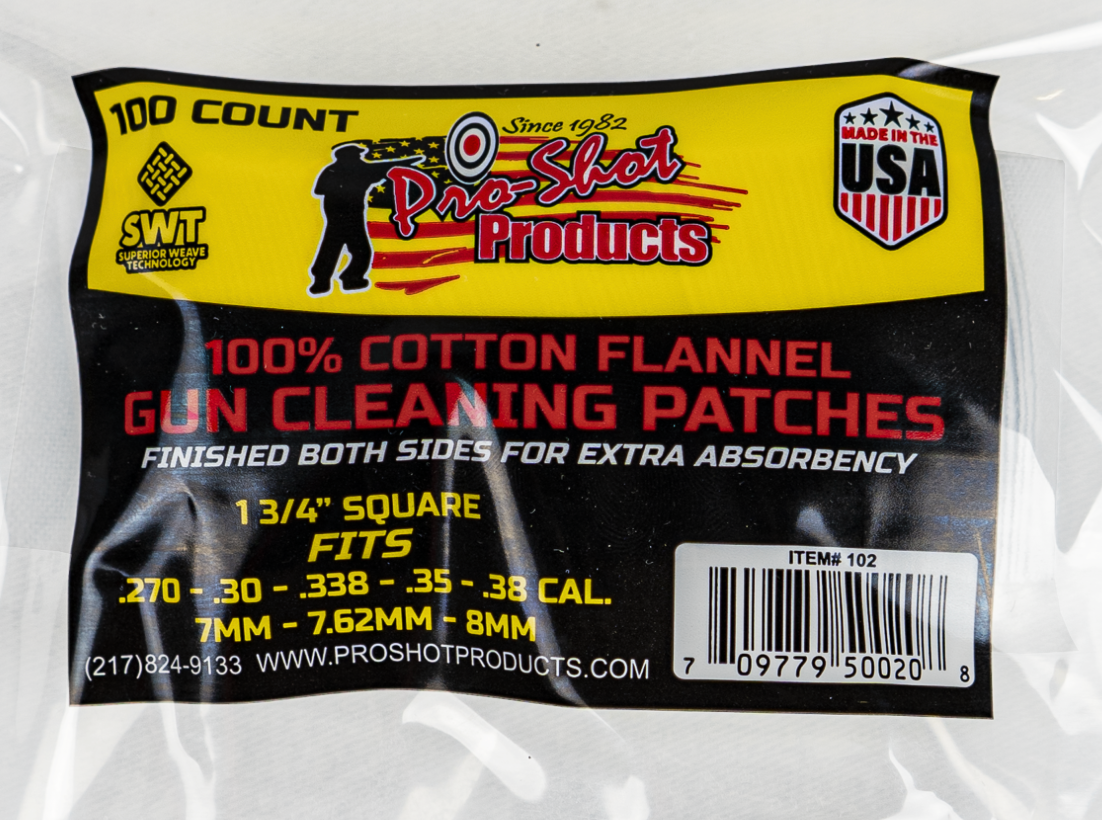 100 COUNT
Since 1982
Pro-Shot
Products
MADE IN THE
USA
SWT
SUPERIOR WEAVE
TECHNOLOGY
100% COTTON FLANNEL
GUN CLEANING PATCHES
FINISHED BOTH SIDES FOR EXTRA ABSORBENCY
1 3/4” SQUARE
FITS
.270 - .30 - .338 - .35 - .38 CAL.
7MM - 7.62MM - 8MM
(217)824-9133 WWW.PROSHOTPRODUCTS.COM
ITEM# 102
7 09779 50020 8